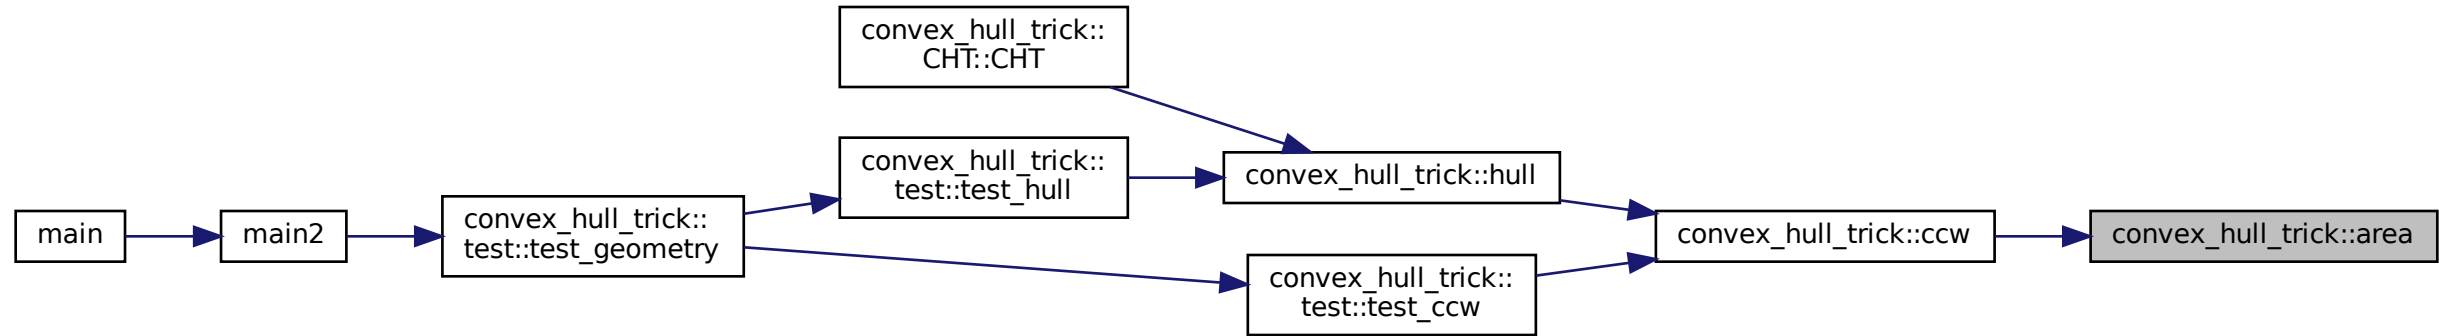 main
main2
convex_hull_trick::
test::test_geometry
convex_hull_trick::
CHT::CHT
convex_hull_trick::
test::test_hull
convex_hull_trick::hull
convex_hull_trick::
test::test_ccw
convex_hull_trick::ccw
convex_hull_trick::area